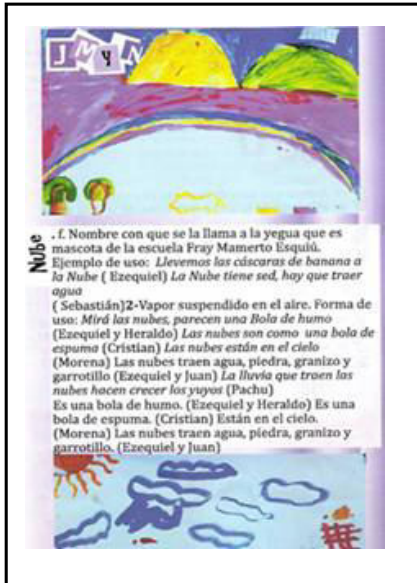 J M y N
Nube
. f. Nombre con que se la llama a la yegua que es
mascota de la escuela Fray Mamerto Esquiú.
Ejemplo de uso: Llevemos las cáscaras de banana a
la Nube ( Ezequiel) La Nube tiene sed, hay que traer
agua
( Sebastián)2-Vapor suspendido en el aire. Forma de
uso: Mirá las nubes, parecen una Bola de humo
(Ezequiel y Heraldo) Las nubes son como una bola de
espuma (Cristian) Las nubes están en el cielo
(Morena) Las nubes traen agua, piedra, granizo y
garrotillo (Ezequiel y Juan) La lluvia que traen las
nubes hacen crecer los yuyos (Pachu)
Es una bola de humo. (Ezequiel y Heraldo) Es una
bola de espuma. (Cristian) Están en el cielo.
(Morena) Las nubes traen agua, piedra, granizo y
garrotillo. (Ezequiel y Juan)